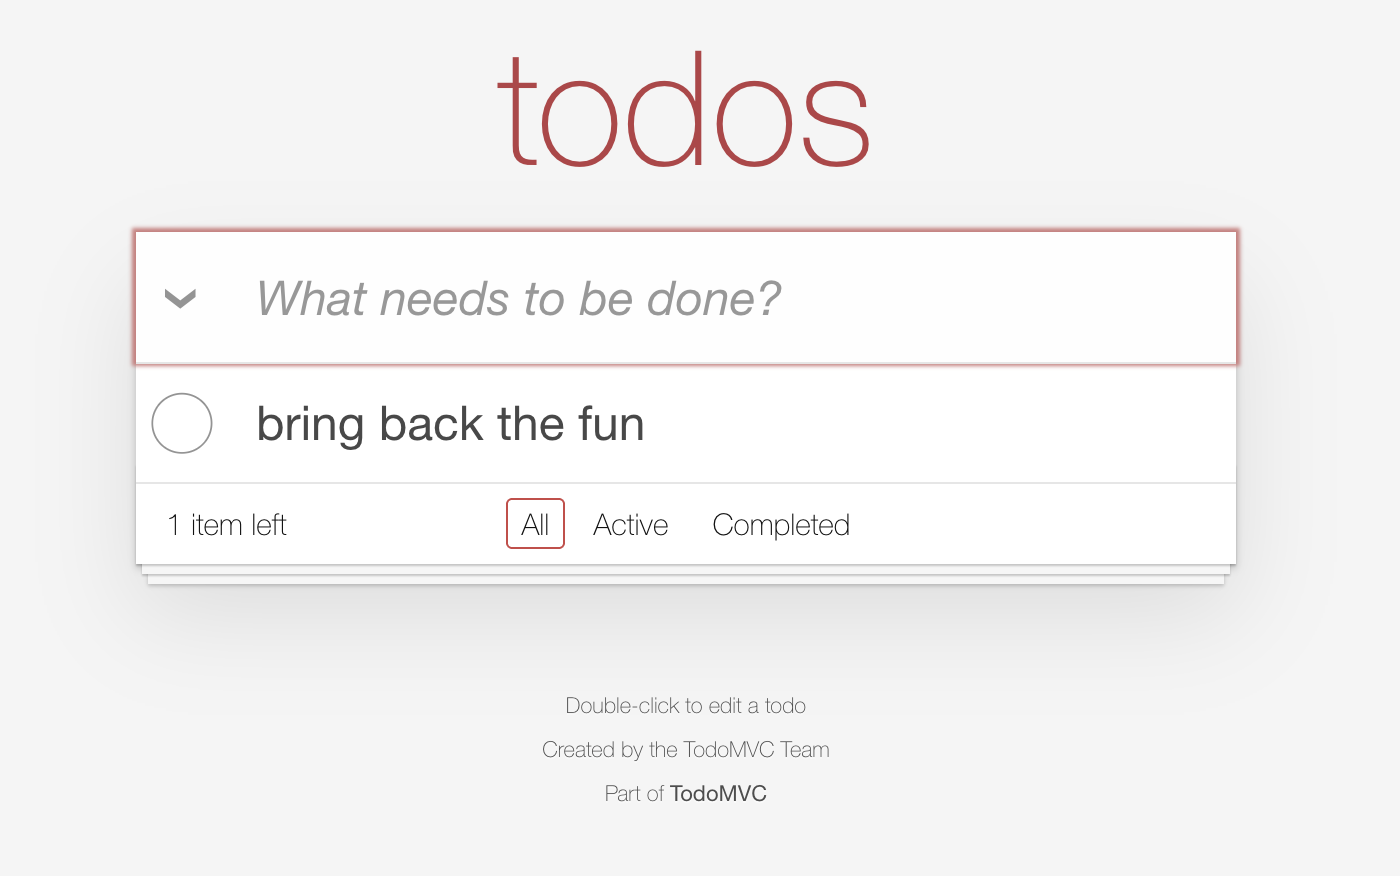 todos
What needs to be done?
bring back the fun
1 item left All Active Completed
Double-click to edit a todo
Created by the TodoMVC Team
Part of TodoMVC